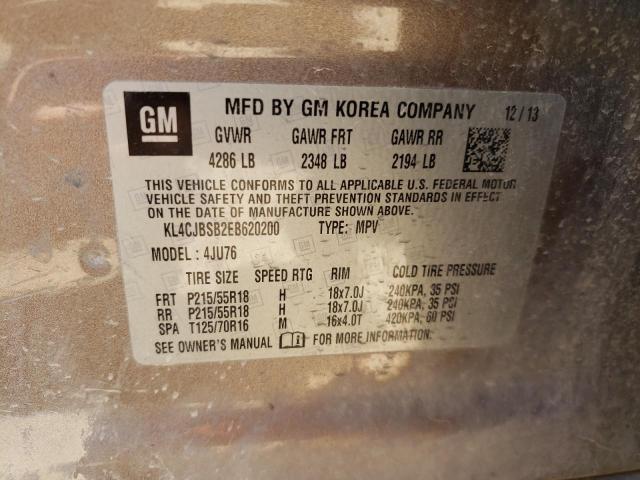 GM
MFD BY GM KOREA COMPANY 12/13
GVWR GAWR FRT GAWR RR
4286 LB 2348 LB 2194 LB
THIS VEHICLE CONFORMS TO ALL APPLICABLE U.S. FEDERAL MOTOR
VEHICLE SAFETY AND THEFT PREVENTION STANDARDS IN EFFECT
ON THE DATE OF MANUFACTURE SHOWN ABOVE.
KL4CJBSB2EB620200 TYPE: MPV
MODEL: 4JU76
TIRE SIZE SPEED RTG RIM COLD TIRE PRESSURE
FRT P215/55R18 H 18x7.0J 240KPA, 35 PSI
RR P215/55R18 H 18x7.0J 240KPA, 35 PSI
SPA T125/70R16 M 16x4.0T 420KPA, 60 PSI
SEE OWNER'S MANUAL FOR MORE INFORMATION.